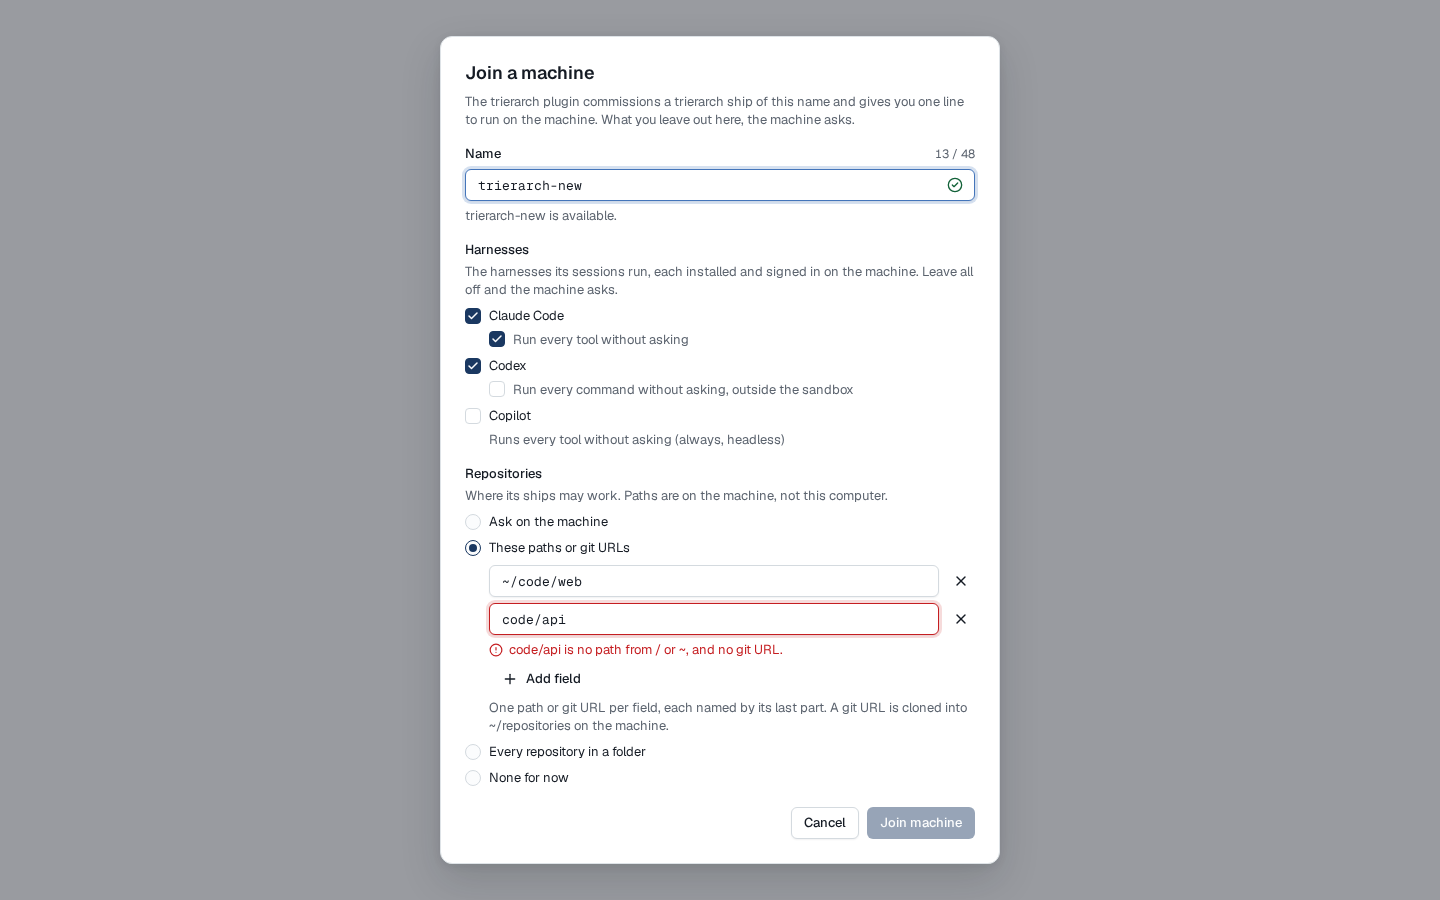 Join a machine
The trierarch plugin commissions a trierarch ship of this name and gives you one line
to run on the machine. What you leave out here, the machine asks.
Name 13 / 48
trierarch-new
trierarch-new is available.
Harnesses
The harnesses its sessions run, each installed and signed in on the machine. Leave all
off and the machine asks.
Claude Code
Run every tool without asking
Codex
Run every command without asking, outside the sandbox
Copilot
Runs every tool without asking (always, headless)
Repositories
Where its ships may work. Paths are on the machine, not this computer.
Ask on the machine
These paths or git URLs
~/code/web
code/api
code/api is no path from / or ~, and no git URL.
Add field
One path or git URL per field, each named by its last part. A git URL is cloned into
~/repositories on the machine.
Every repository in a folder
None for now
Cancel Join machine